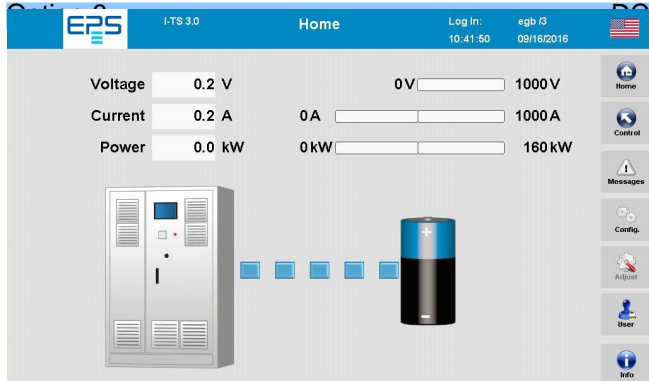 EPS
I-TS 3.0
Home
Log In: egb /3
10:41:50 09/16/2016
Voltage 0.2 V 0 V 1000 V
Current 0.2 A 0 A 1000 A
Power 0.0 kW 0 kW 160 kW
Home
Control
Messages
Config.
Adjust
User
Info
+
-